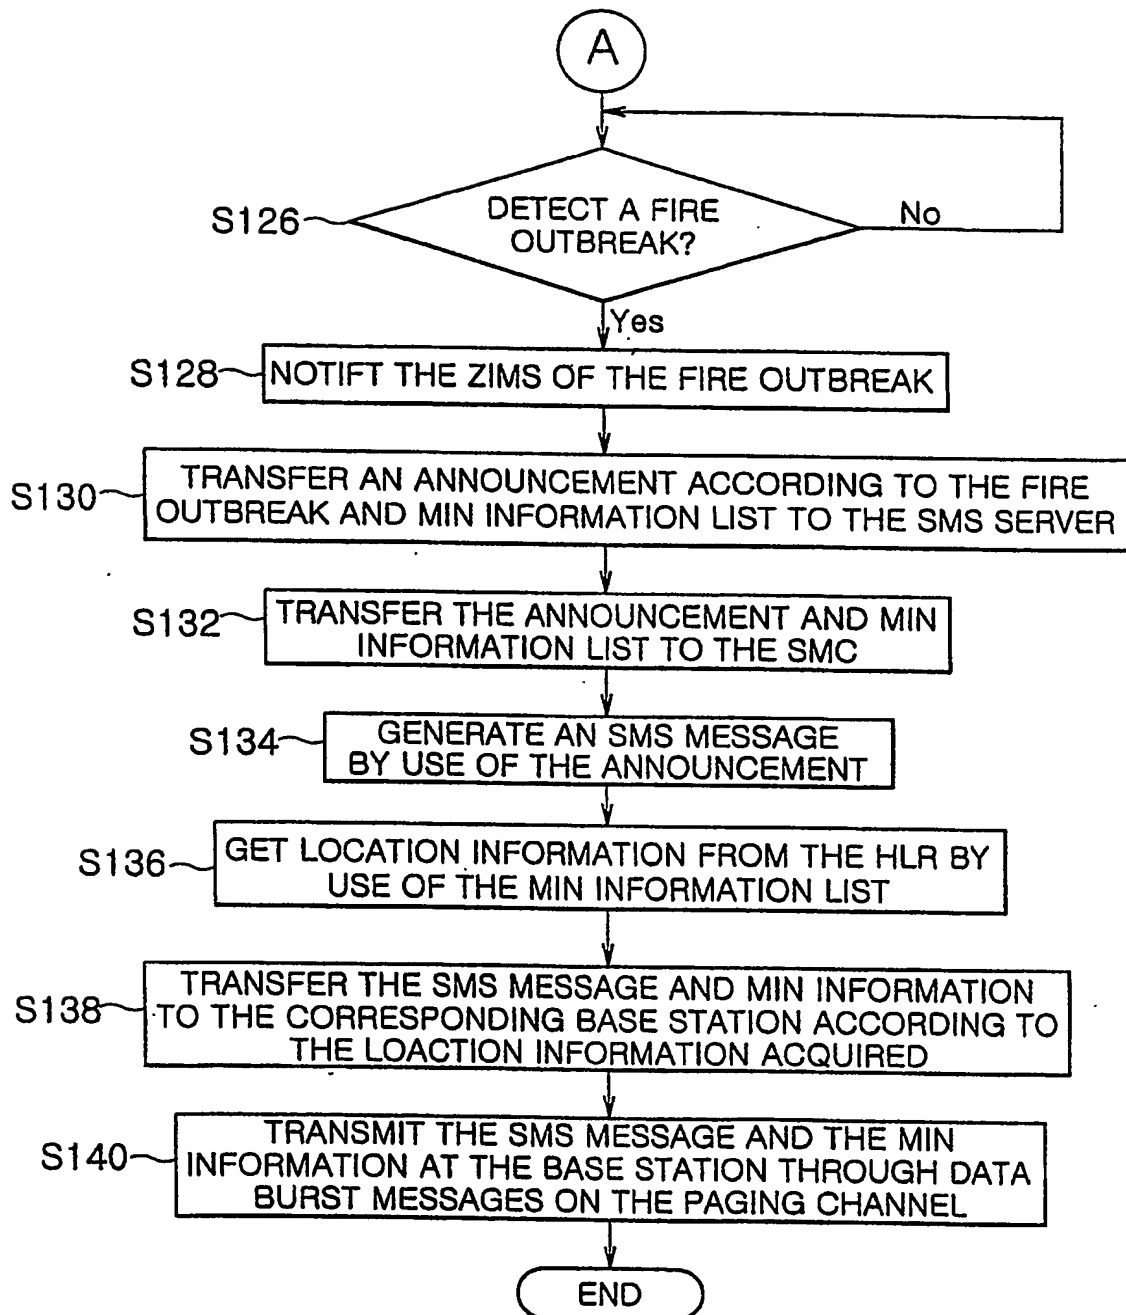 A
S126
DETECT A FIRE
OUTBREAK?
No
Yes
S128
NOTIFT THE ZIMS OF THE FIRE OUTBREAK
S130
TRANSFER AN ANNOUNCEMENT ACCORDING TO THE FIRE
OUTBREAK AND MIN INFORMATION LIST TO THE SMS SERVER
S132
TRANSFER THE ANNOUNCEMENT AND MIN
INFORMATION LIST TO THE SMC
S134
GENERATE AN SMS MESSAGE
BY USE OF THE ANNOUNCEMENT
S136
GET LOCATION INFORMATION FROM THE HLR BY
USE OF THE MIN INFORMATION LIST
S138
TRANSFER THE SMS MESSAGE AND MIN INFORMATION
TO THE CORRESPONDING BASE STATION ACCORDING TO
THE LOACTION INFORMATION ACQUIRED
S140
TRANSMIT THE SMS MESSAGE AND THE MIN
INFORMATION AT THE BASE STATION THROUGH DATA
BURST MESSAGES ON THE PAGING CHANNEL
END